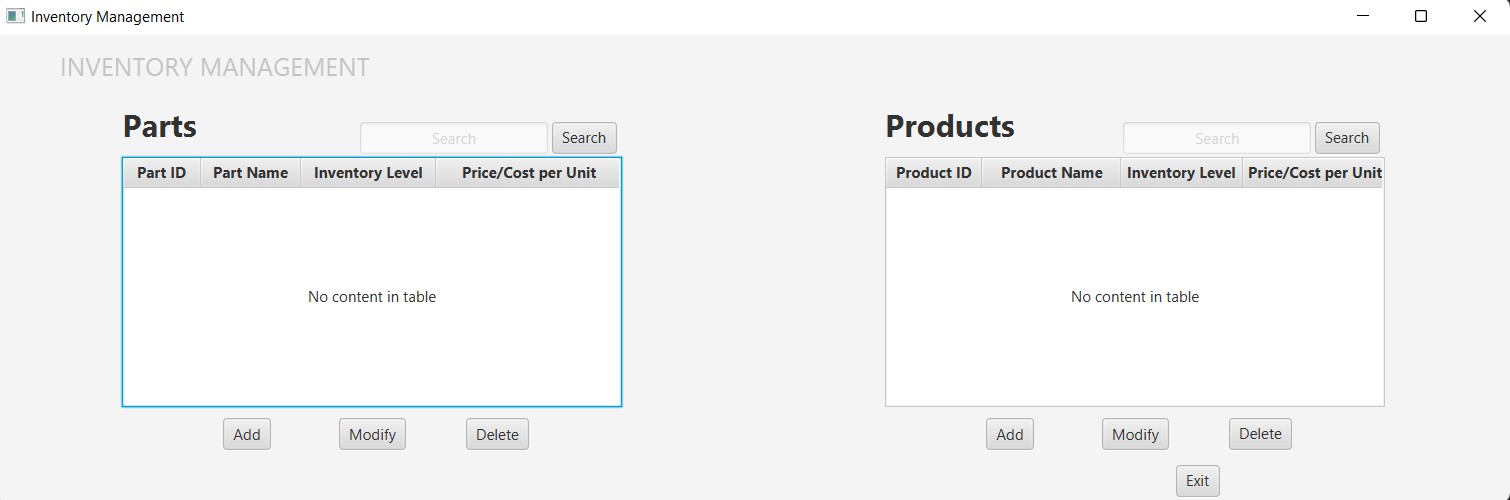 Inventory Management
INVENTORY MANAGEMENT
Parts
Search Search
Part ID Part Name Inventory Level Price/Cost per Unit
No content in table
Add Modify Delete
Products
Search Search
Product ID Product Name Inventory Level Price/Cost per Unit
No content in table
Add Modify Delete
Exit